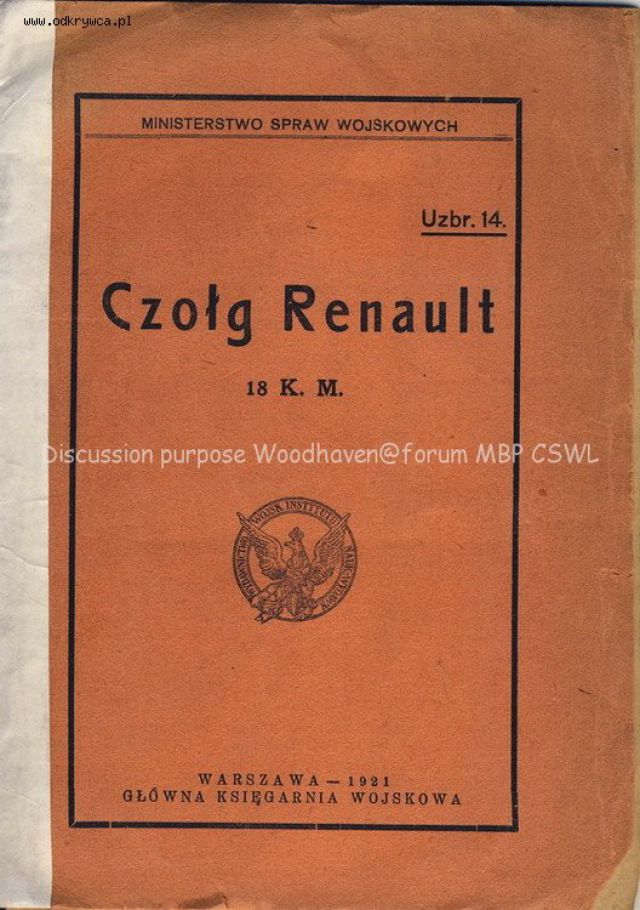 www.odkrywca.pl
MINISTERSTWO SPRAW WOJSKOWYCH
Uzbr. 14.
Czołg Renault
18 K. M.
Discussion purpose Woodhaven@forum MBP CSWL
WOJSK. INSTYTUTU
WARSZAWA — 1921
GŁÓWNA KSIĘGARNIA WOJSKOWA